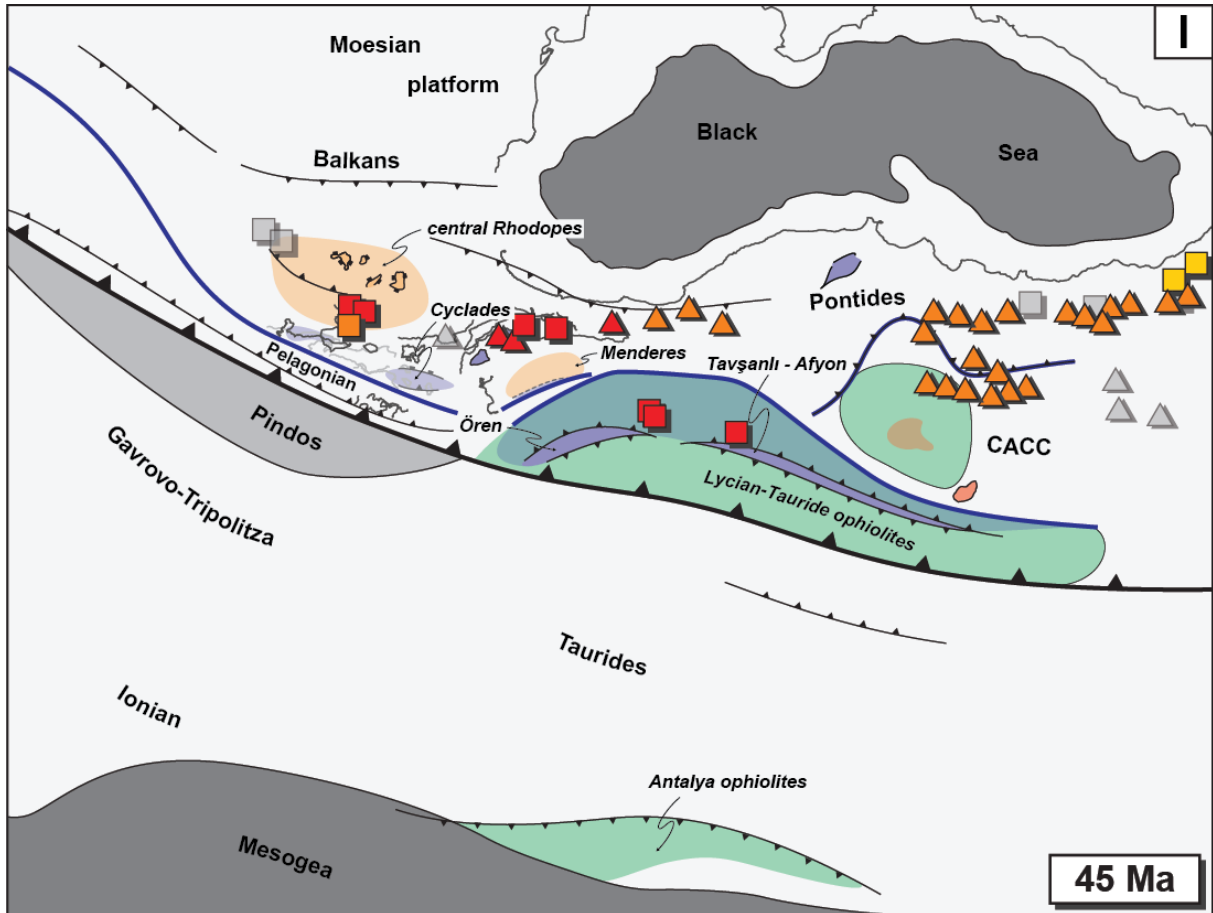 I
Moesian
platform
Black
Sea
Balkans
central Rhodopes
Pontides
Cyclades
Menderes
Tavşanlı - Afyon
Pelagonian
Ören
Pindos
CACC
Gavrovo-Tripolitza
Lycian-Tauride ophiolites
Taurides
Ionian
Antalya ophiolites
Mesogea
45 Ma